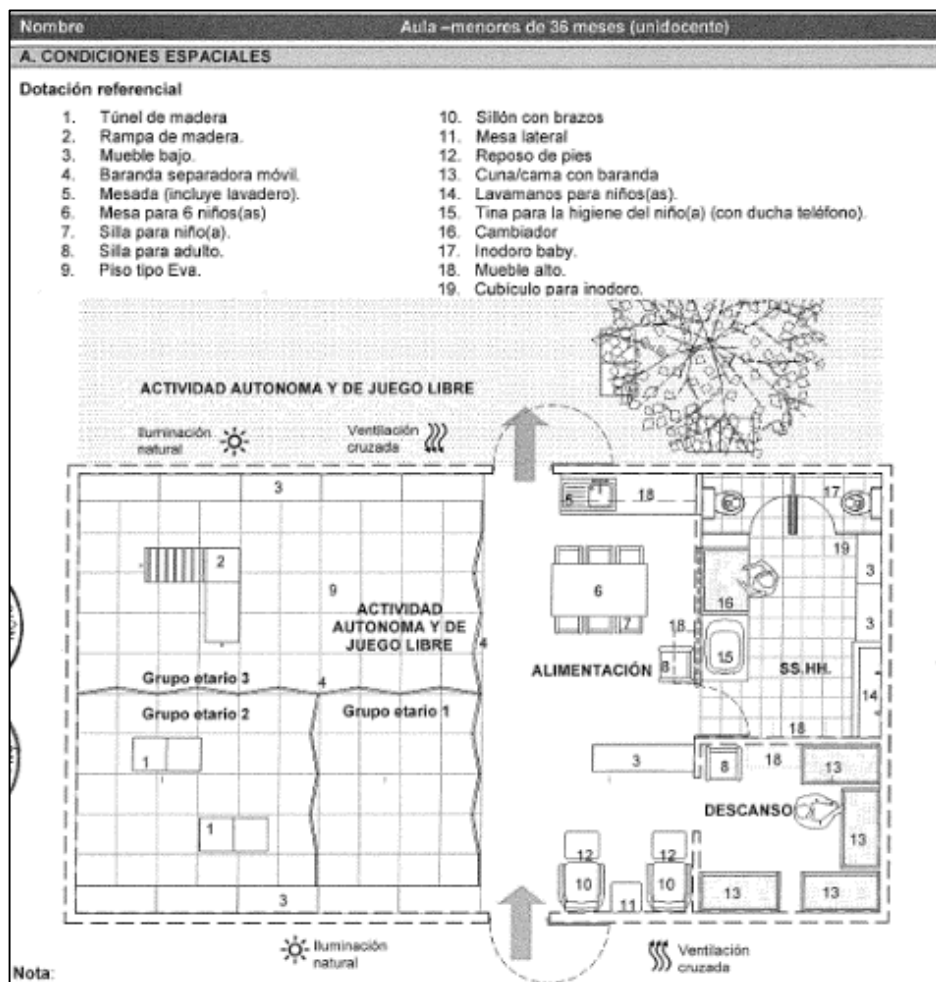 Nombre Aula –menores de 36 meses (unidocente)
A. CONDICIONES ESPACIALES
Dotación referencial
1. Túnel de madera
2. Rampa de madera.
3. Mueble bajo.
4. Baranda separadora móvil.
5. Mesada (incluye lavadero).
6. Mesa para 6 niños(as)
7. Silla para niño(a).
8. Silla para adulto.
9. Piso tipo Eva.
10. Sillón con brazos
11. Mesa lateral
12. Reposo de pies
13. Cuna/cama con baranda
14. Lavamanos para niños(as).
15. Tina para la higiene del niño(a) (con ducha teléfono).
16. Cambiador
17. Inodoro baby.
18. Mueble alto.
19. Cubículo para inodoro.
ACTIVIDAD AUTONOMA Y DE JUEGO LIBRE
Iluminación
natural
Ventilación
cruzada
3
5
18
17
2
19
3
9
6
16
ACTIVIDAD
AUTONOMA Y DE
JUEGO LIBRE
7
18
3
4
8
15
SS.HH.
ALIMENTACIÓN
Grupo etario 3
4
14
Grupo etario 2
Grupo etario 1
18
1
3
8
18
13
DESCANSO
1
13
12
12
10
10
11
13
13
3
Iluminación
natural
Ventilación
cruzada
Nota: